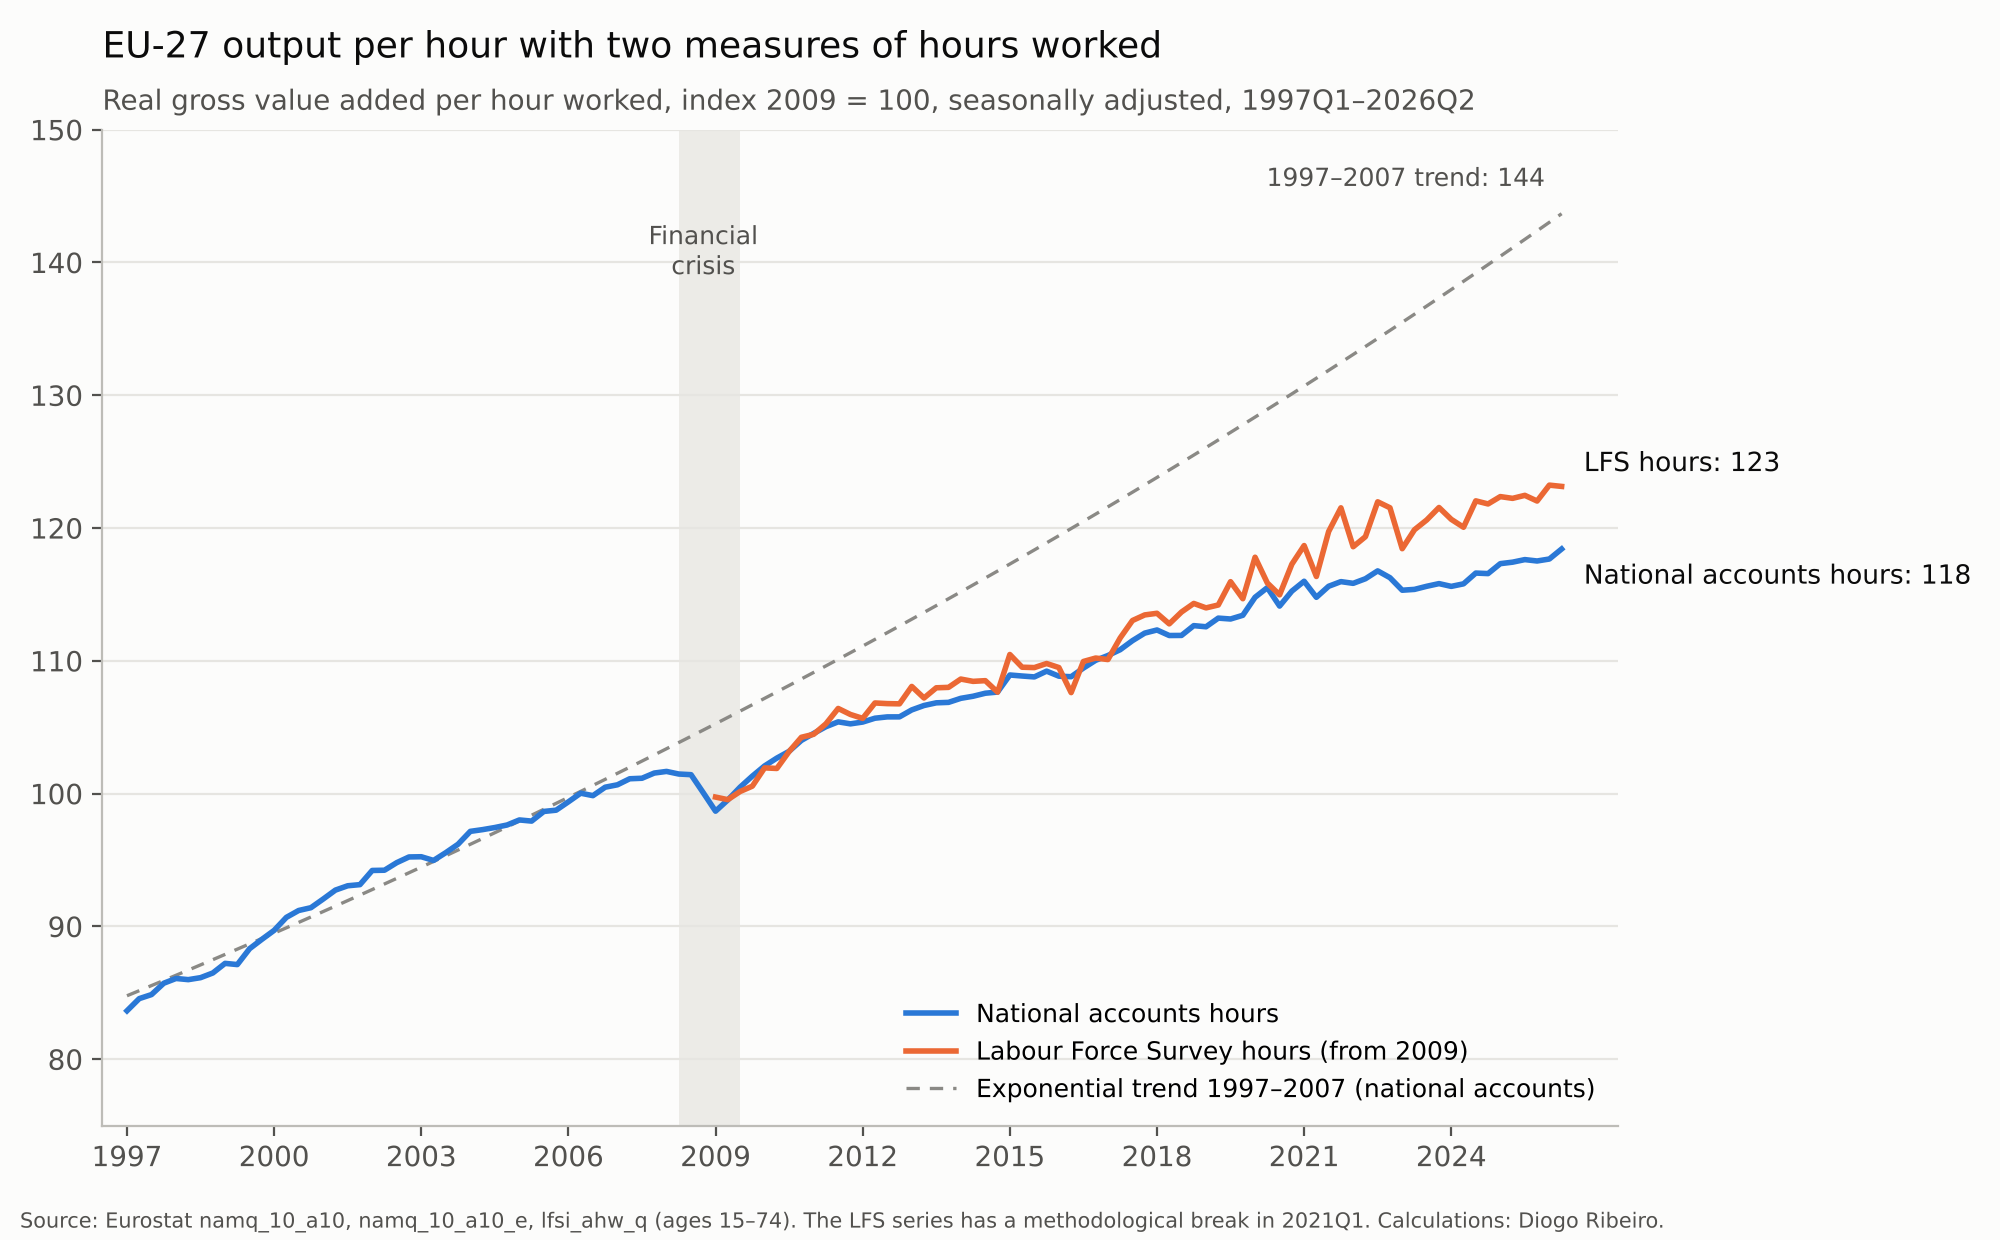 EU-27 output per hour with two measures of hours worked
Real gross value added per hour worked, index 2009 = 100, seasonally adjusted, 1997Q1–2026Q2
150
140
130
120
110
100
90
80
1997–2007 trend: 144
Financial
crisis
LFS hours: 123
National accounts hours: 118
National accounts hours
Labour Force Survey hours (from 2009)
Exponential trend 1997–2007 (national accounts)
1997 2000 2003 2006 2009 2012 2015 2018 2021 2024
Source: Eurostat namq_10_a10, namq_10_a10_e, lfsi_ahw_q (ages 15–74). The LFS series has a methodological break in 2021Q1. Calculations: Diogo Ribeiro.